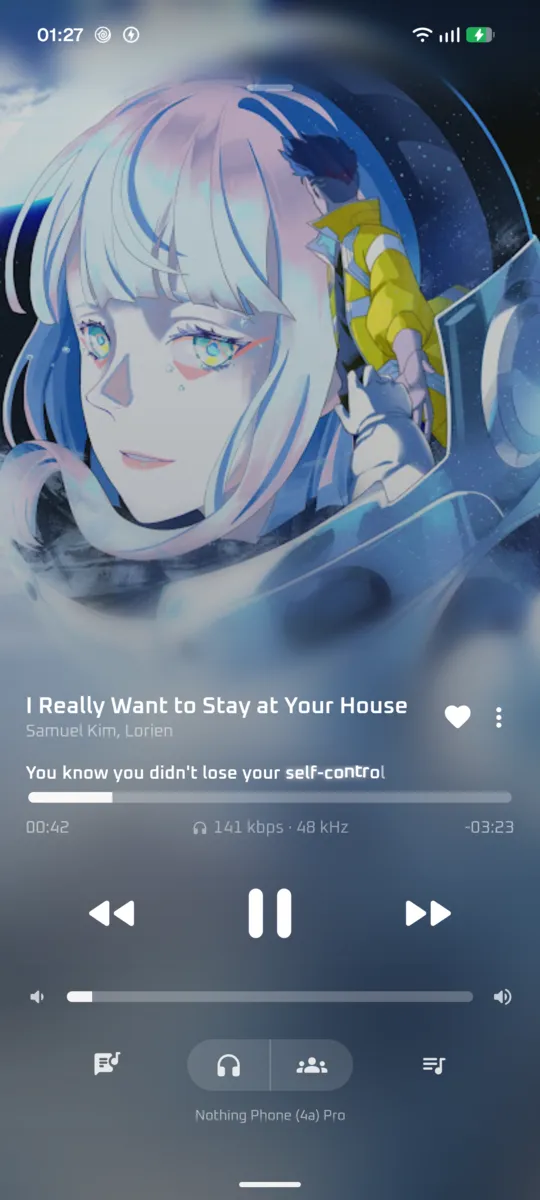 01:27
I Really Want to Stay at Your House
Samuel Kim, Lorien
You know you didn't lose your self-control
00:42
141 kbps · 48 kHz
-03:23
Nothing Phone (4a) Pro